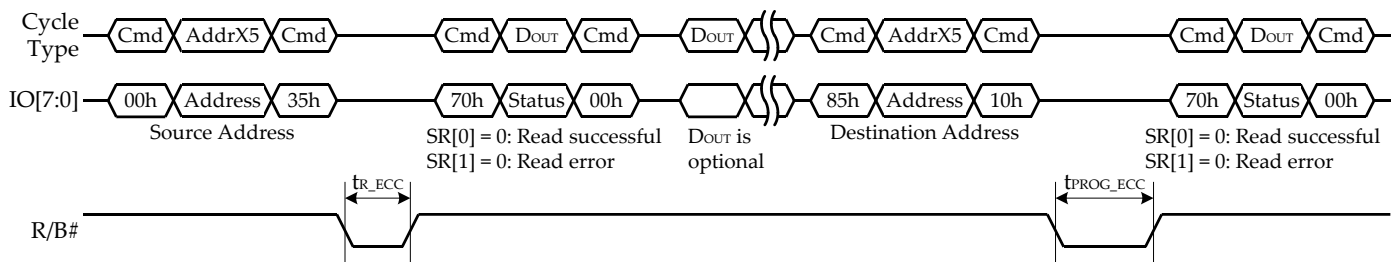 Cycle Type Cmd AddrX5 Cmd Cmd DOUT Cmd DOUT Cmd AddrX5 Cmd Cmd DOUT Cmd
IO[7:0] 00h Address 35h 70h Status 00h 85h Address 10h 70h Status 00h
Source Address
SR[0] = 0: Read successful
SR[1] = 0: Read error
DOUT is
optional
Destination Address
SR[0] = 0: Read successful
SR[1] = 0: Read error
tR_ECC
tPROG_ECC
R/B#